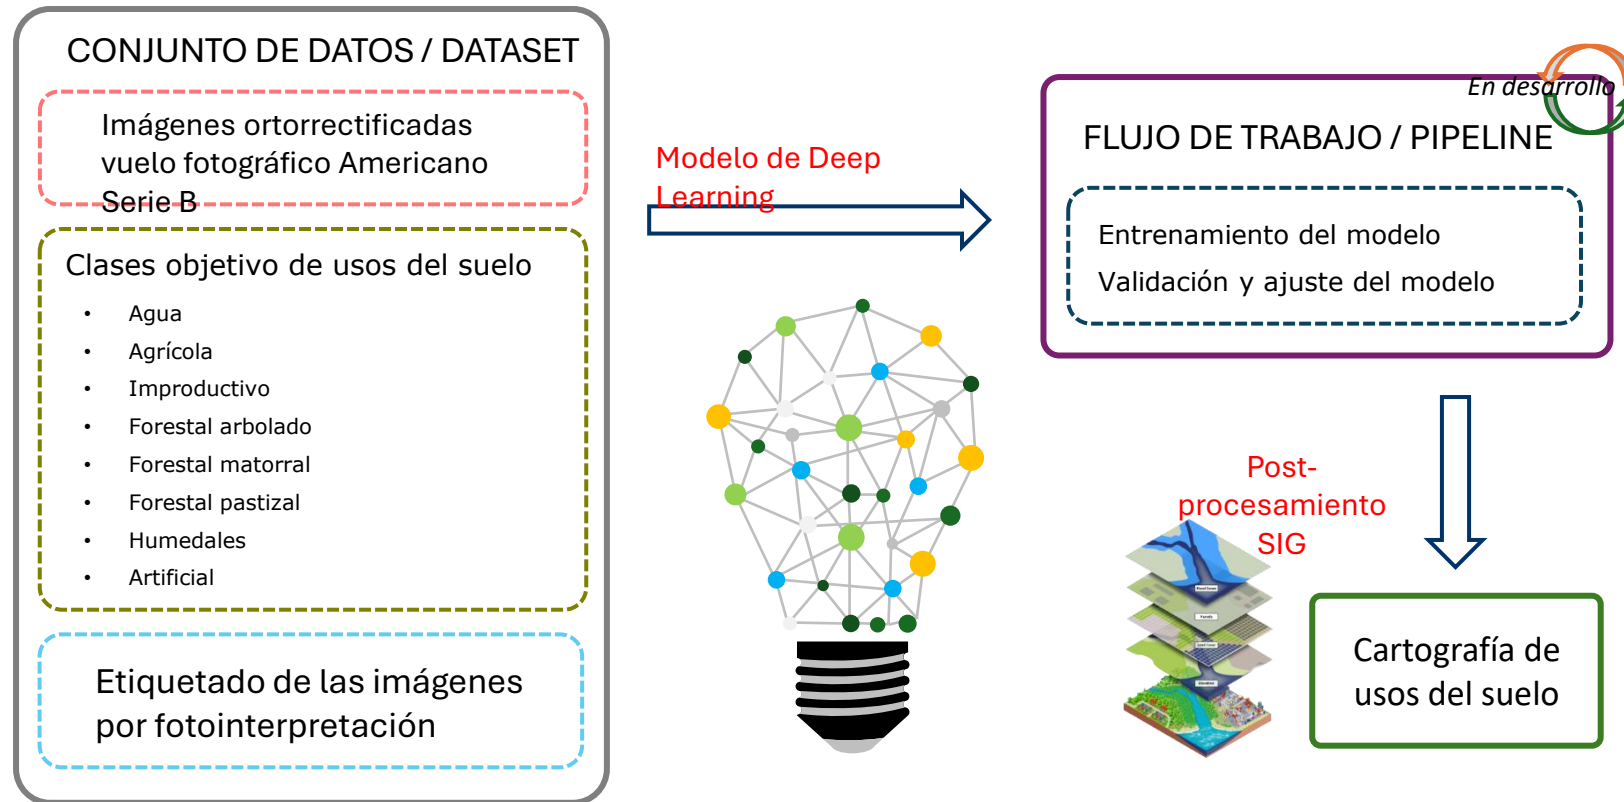 CONJUNTO DE DATOS / DATASET
Imágenes ortorrectificadas
vuelo fotográfico Americano
Serie B
Clases objetivo de usos del suelo
• Agua
• Agrícola
• Improductivo
• Forestal arbolado
• Forestal matorral
• Forestal pastizal
• Humedales
• Artificial
Etiquetado de las imágenes
por fotointerpretación
Modelo de Deep
Learning
En desarrollo
FLUJO DE TRABAJO / PIPELINE
Entrenamiento del modelo
Validación y ajuste del modelo
Post-
procesamiento
SIG
Cartografía de
usos del suelo